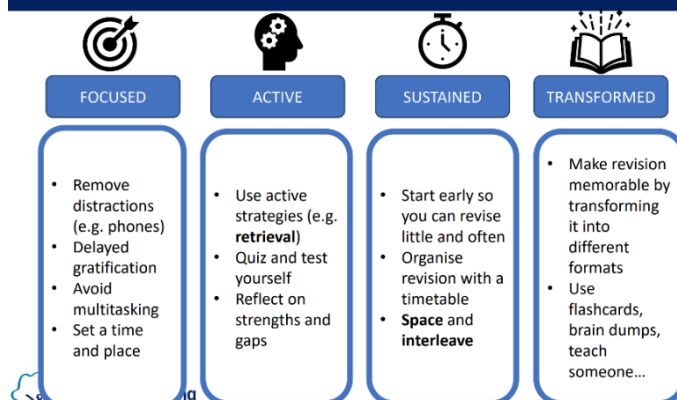 FOCUSED
ACTIVE
SUSTAINED
TRANSFORMED
• Remove
distractions
(e.g. phones)
• Delayed
gratification
• Avoid
multitasking
• Set a time
and place
• Use active
strategies (e.g.
retrieval)
• Quiz and test
yourself
• Reflect on
strengths and
gaps
• Start early so
you can revise
little and often
• Organise
revision with a
timetable
• Space and
interleave
• Make revision
memorable by
transforming
it into
different
formats
• Use
flashcards,
brain dumps,
teach
someone...